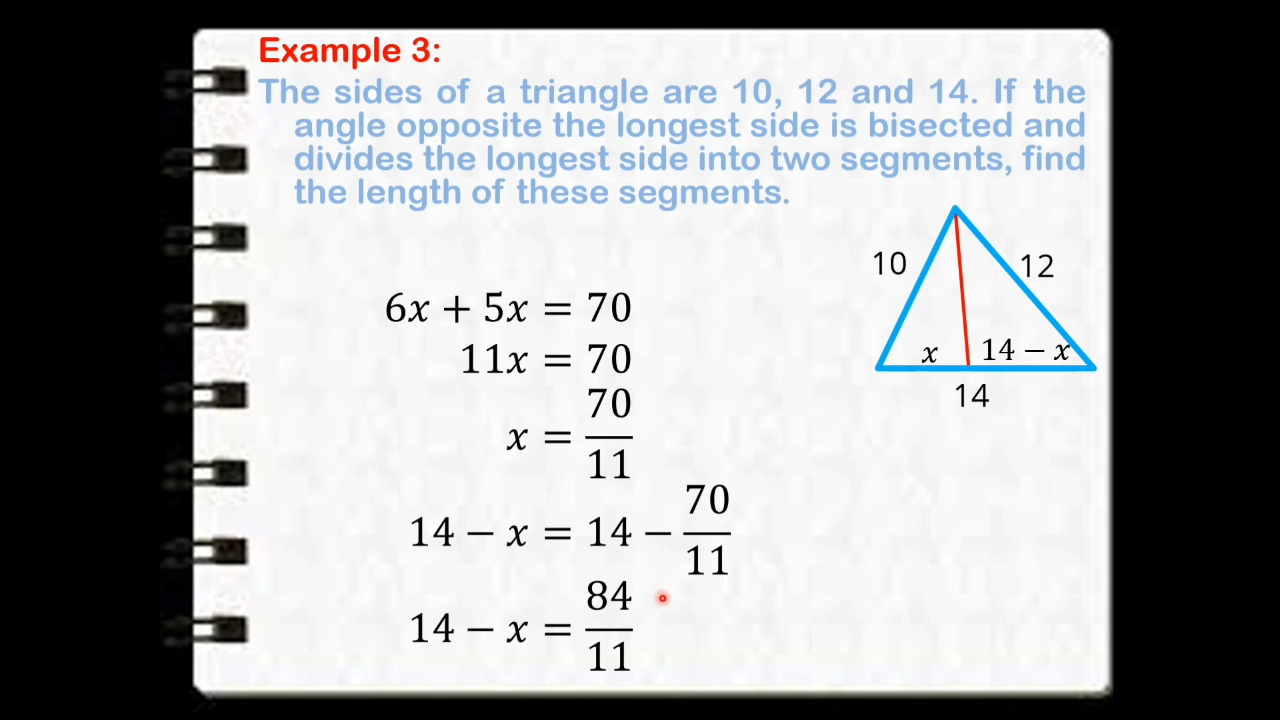 Example 3:
The sides of a triangle are 10, 12 and 14. If the
angle opposite the longest side is bisected and
divides the longest side into two segments, find
the length of these segments.
10
12
x
14 − x
14
6x + 5x = 70
11x = 70
x = 70/11
14 − x = 14 − 70/11
14 − x = 84/11